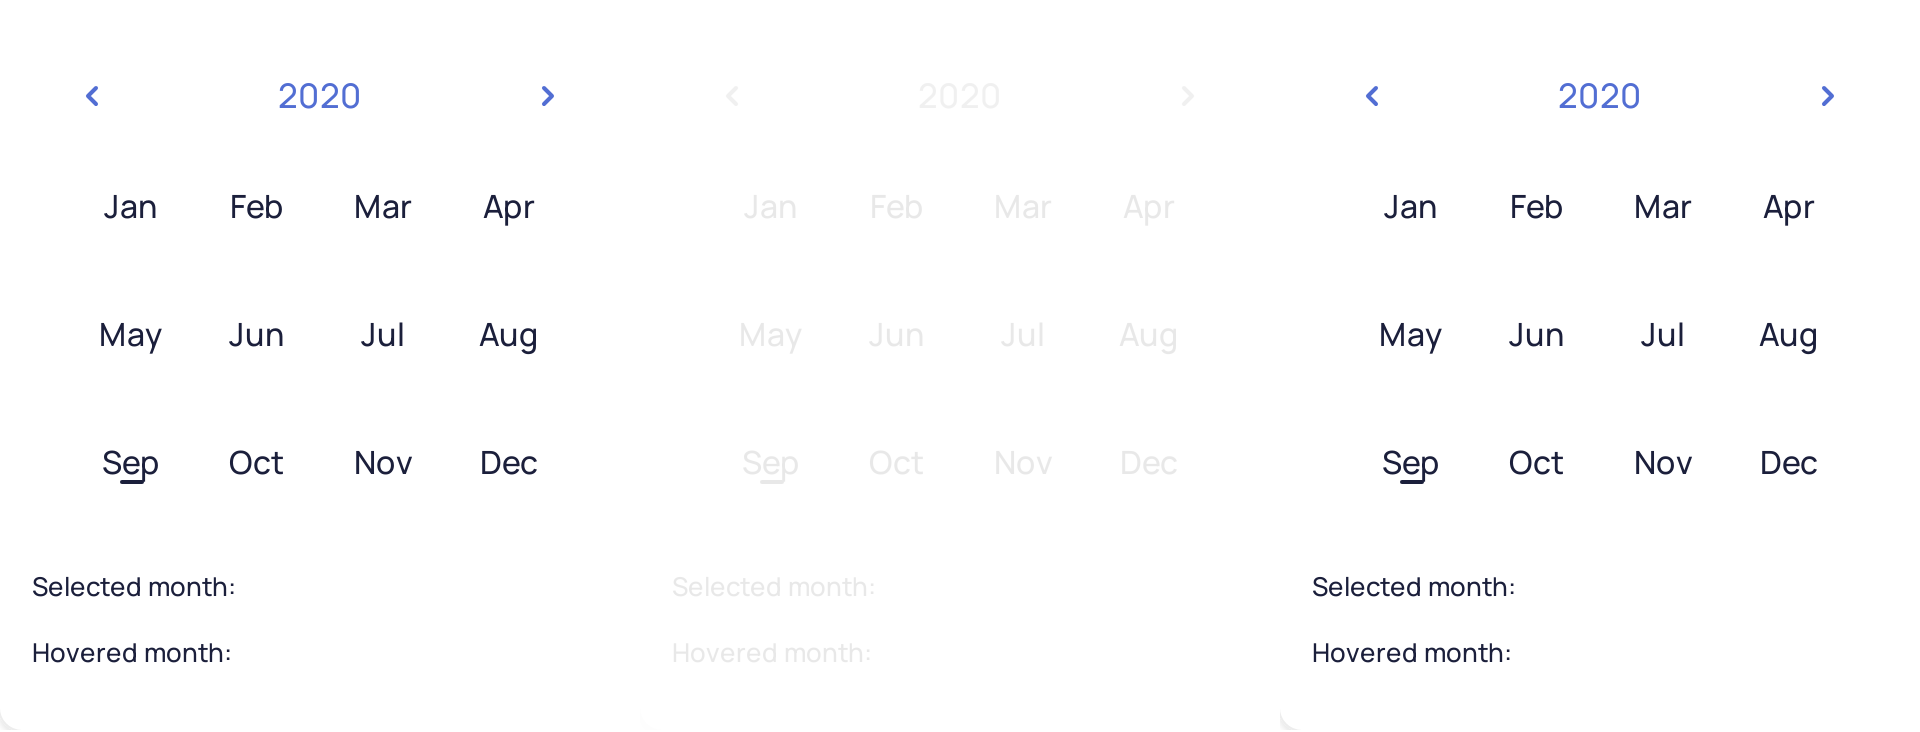 2020
Jan Feb Mar Apr
May Jun Jul Aug
Sep Oct Nov Dec
Selected month:
Hovered month:
2020
Jan Feb Mar Apr
May Jun Jul Aug
Sep Oct Nov Dec
Selected month:
Hovered month:
2020
Jan Feb Mar Apr
May Jun Jul Aug
Sep Oct Nov Dec
Selected month:
Hovered month: